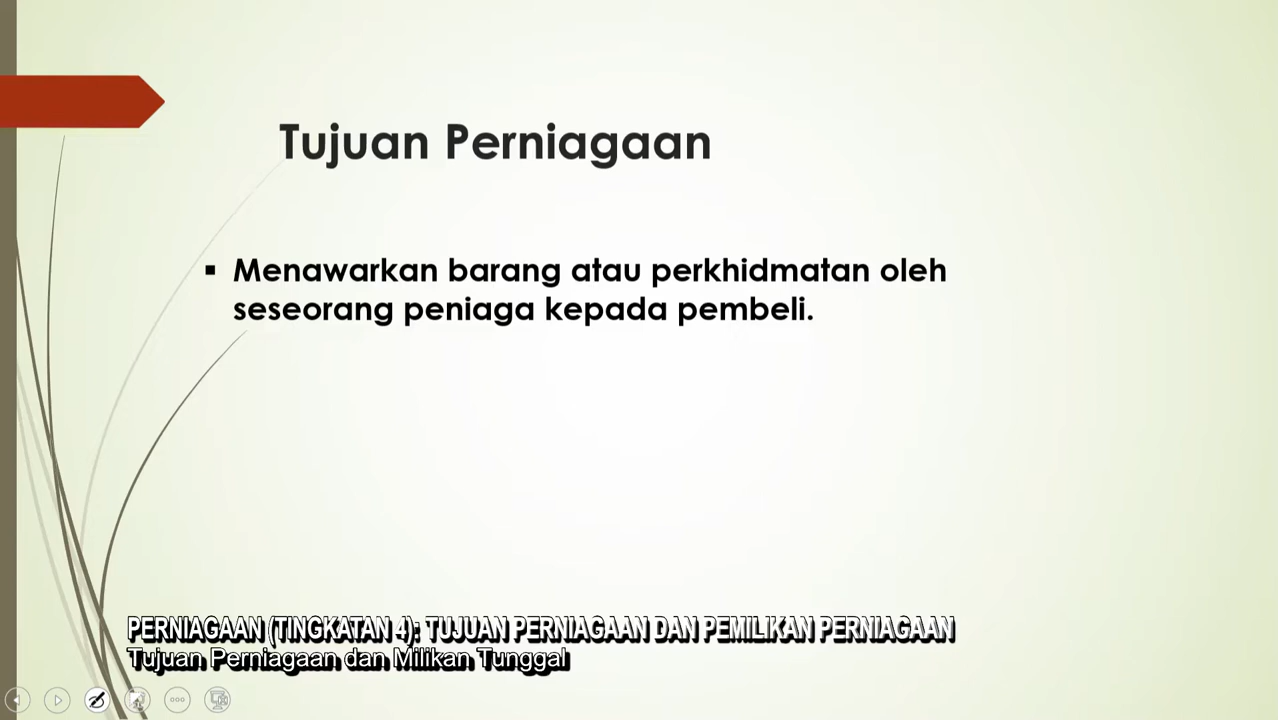 Tujuan Perniagaan
▪ Menawarkan barang atau perkhidmatan oleh
seseorang peniaga kepada pembeli.
PERNIAGAAN (TINGKATAN 4): TUJUAN PERNIAGAAN DAN PEMILIKAN PERNIAGAAN
Tujuan Perniagaan dan Milikan Tunggal